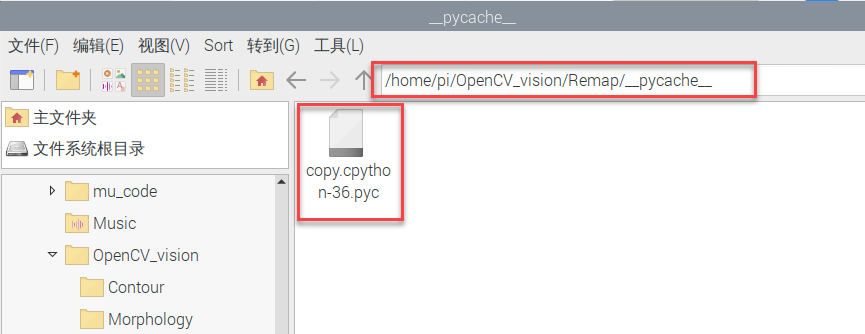 __pycache__
文件(F) 编辑(E) 视图(V) Sort 转到(G) 工具(L)
/home/pi/OpenCV_vision/Remap/__pycache__
主文件夹
文件系统根目录
mu_code
Music
OpenCV_vision
Contour
Morphology
copy.cpytho
n-36.pyc